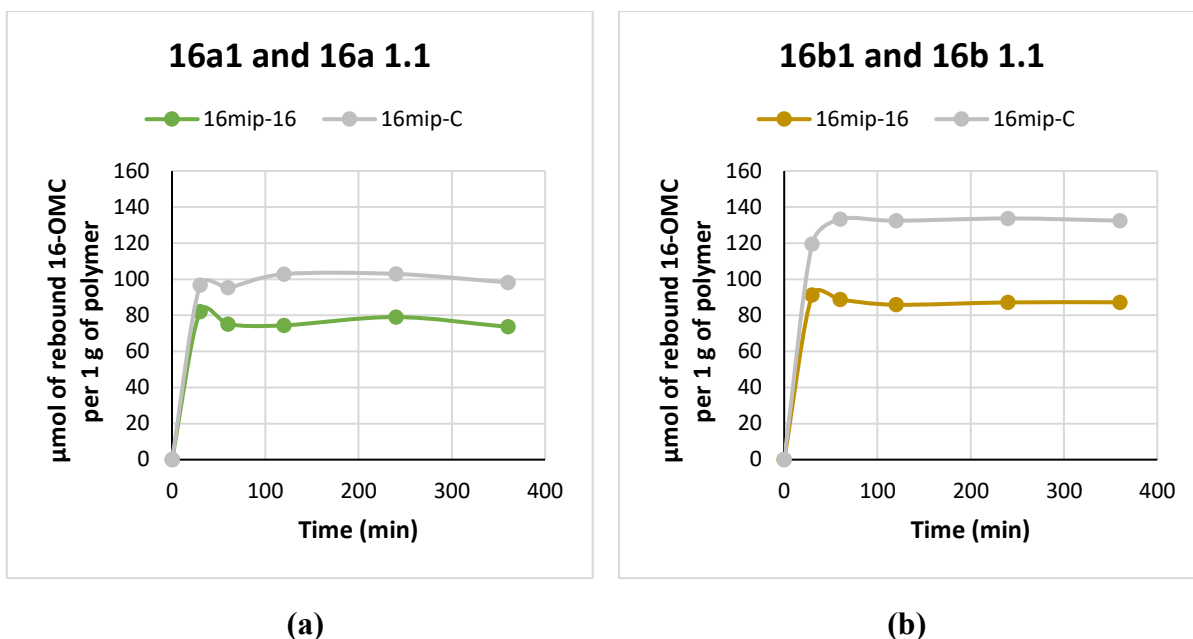 16a1 and 16a 1.1
16mip-16 16mip-C
µmol of rebound 16-OMC
per 1 g of polymer
160
140
120
100
80
60
40
20
0
0 100 200 300 400
Time (min)
(a)
16b1 and 16b 1.1
16mip-16 16mip-C
µmol of rebound 16-OMC
per 1 g of polymer
160
140
120
100
80
60
40
20
0
0 100 200 300 400
Time (min)
(b)